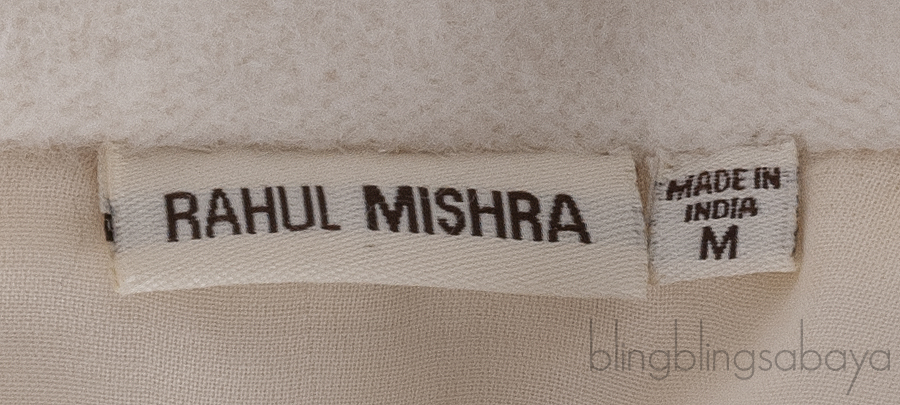 RAHUL MISHRA
MADE IN
INDIA
M
blingblingsabaya